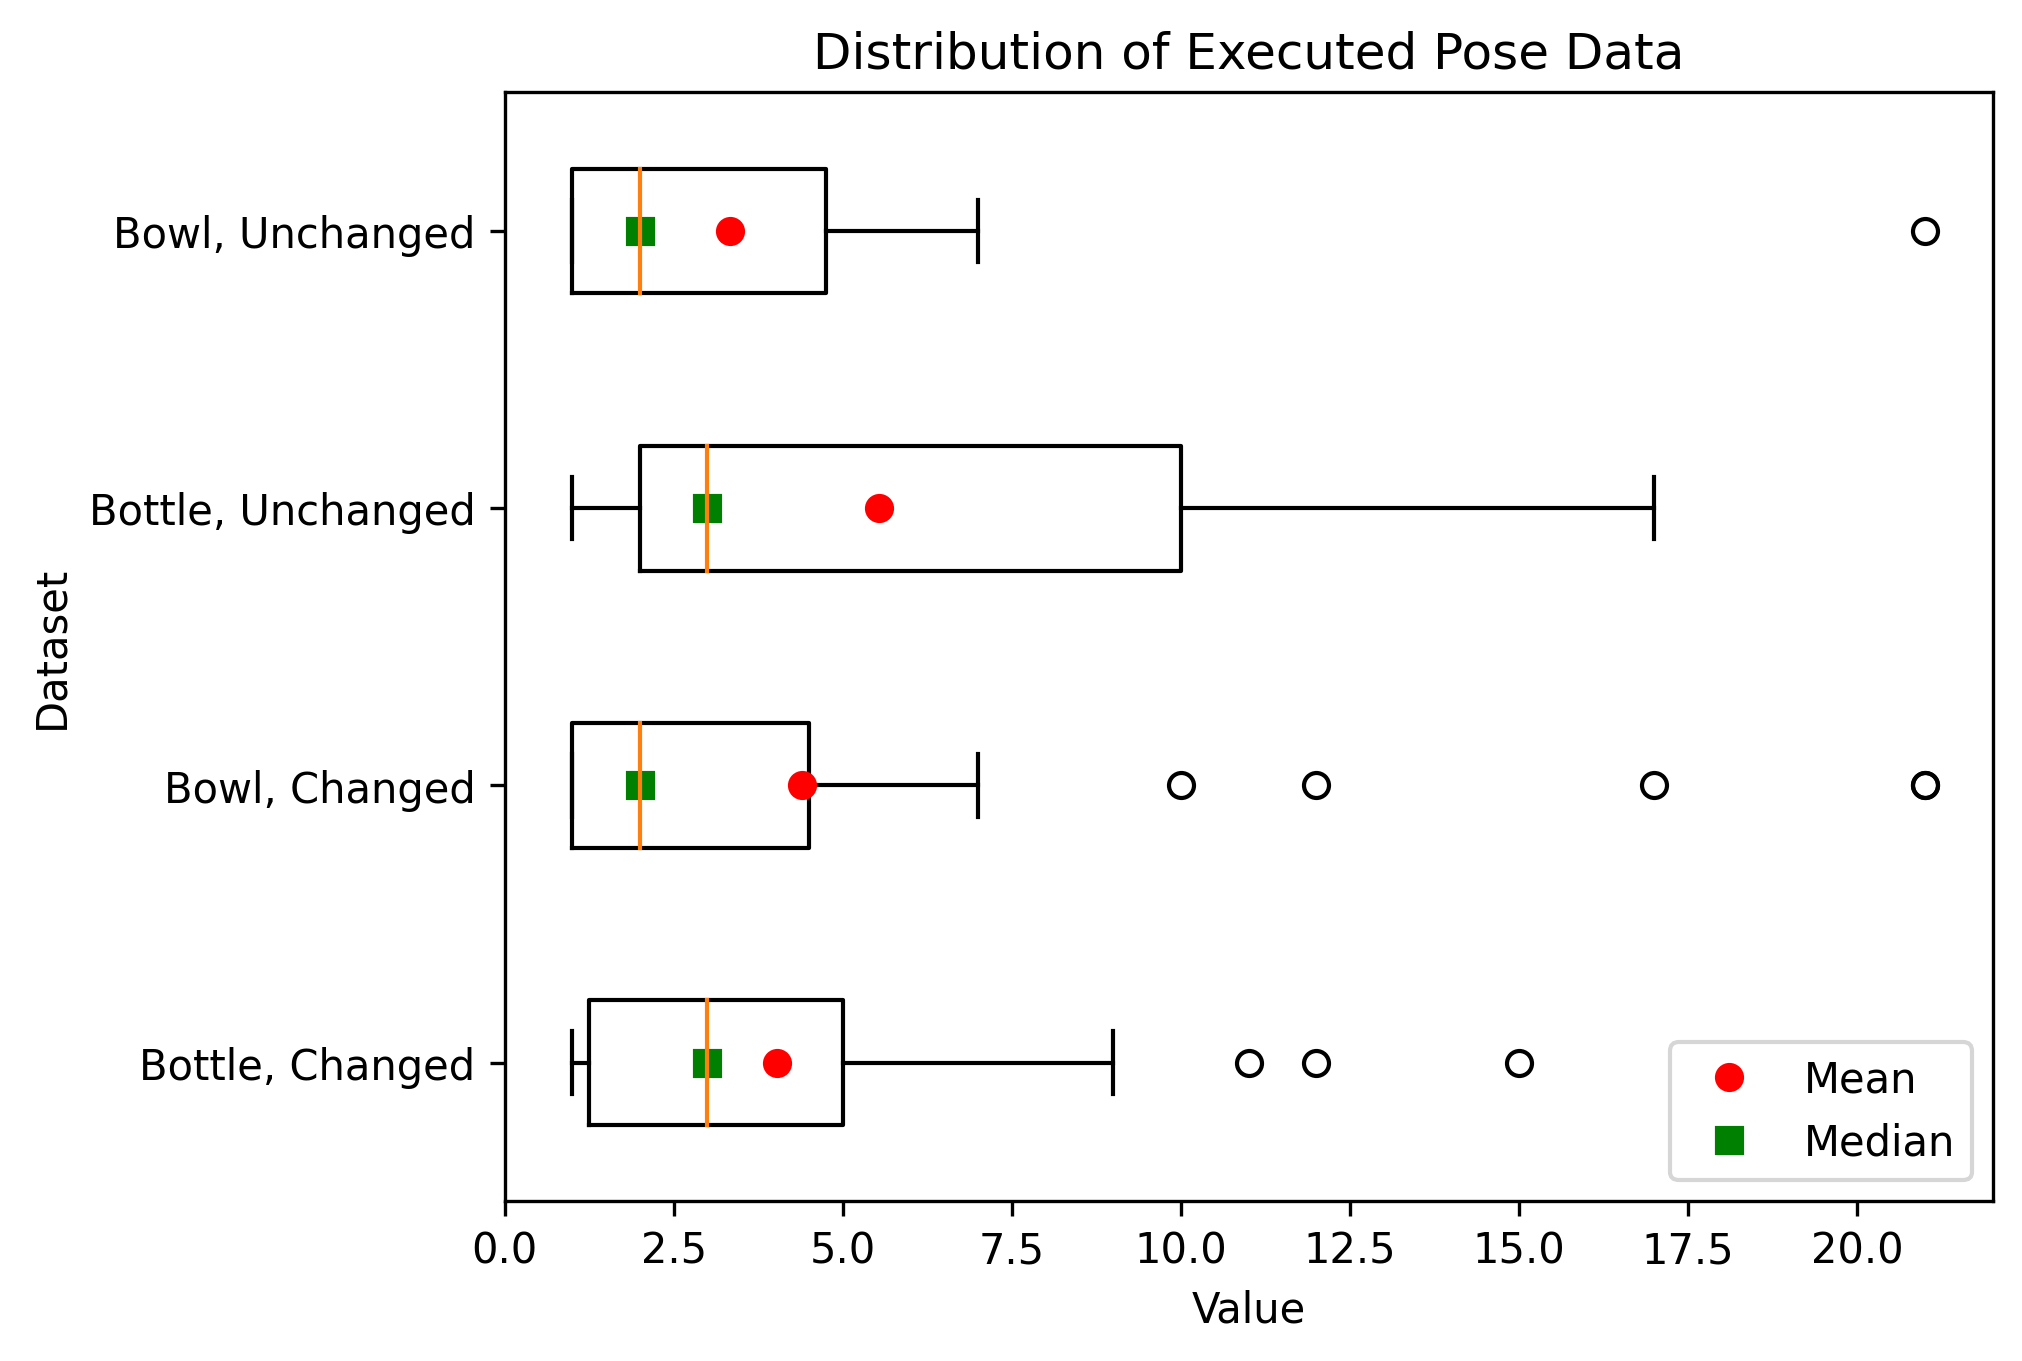 Distribution of Executed Pose Data
Bowl, Unchanged
Bottle, Unchanged
Bowl, Changed
Bottle, Changed
Dataset
Mean
Median
0.0 2.5 5.0 7.5 10.0 12.5 15.0 17.5 20.0
Value